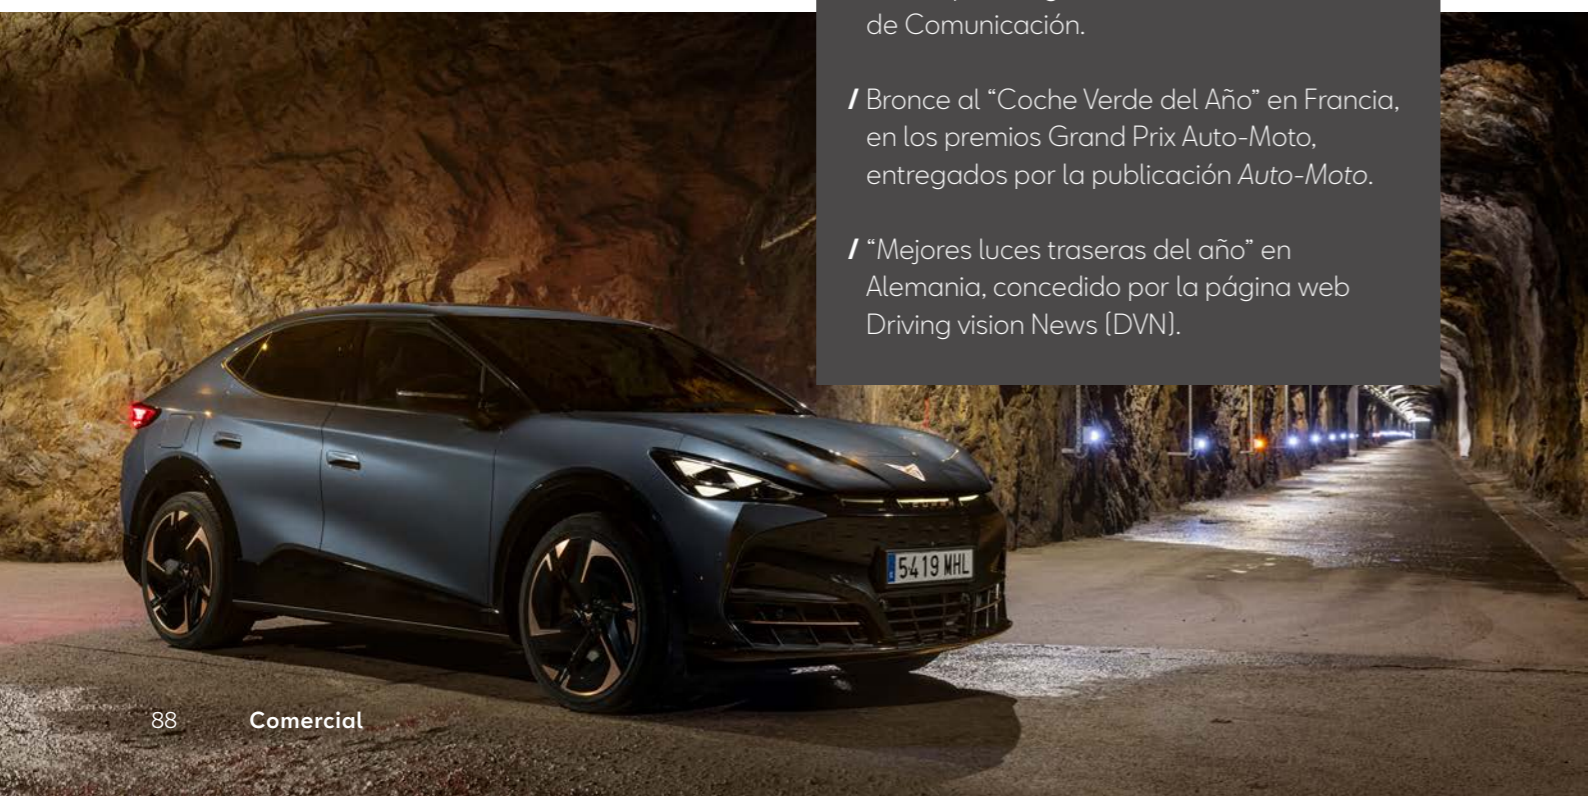 de Comunicación.
/ Bronce al “Coche Verde del Año” en Francia,
en los premios Grand Prix Auto-Moto,
entregados por la publicación Auto-Moto.
/ “Mejores luces traseras del año” en
Alemania, concedido por la página web
Driving vision News (DVN).
CUPRA
5419 MHL
88 Comercial